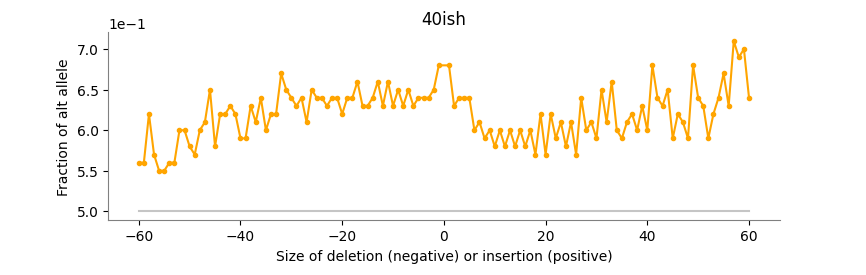 40ish
1e−1
7.0
6.5
6.0
5.5
5.0
Fraction of alt allele
−60 −40 −20 0 20 40 60
Size of deletion (negative) or insertion (positive)